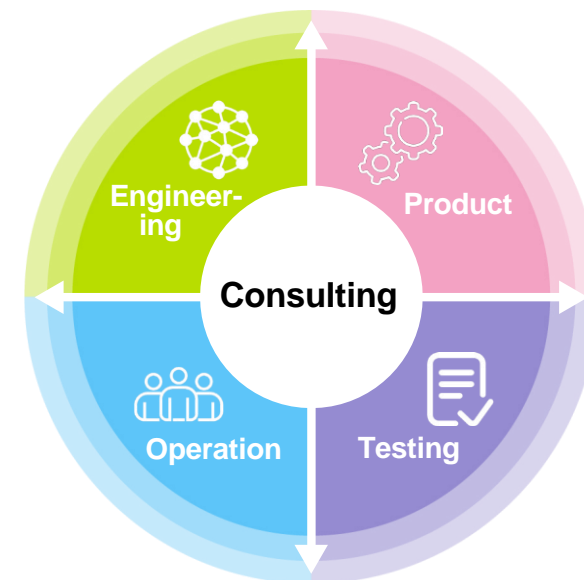 Engineer-
ing
Product
Consulting
Operation
Testing